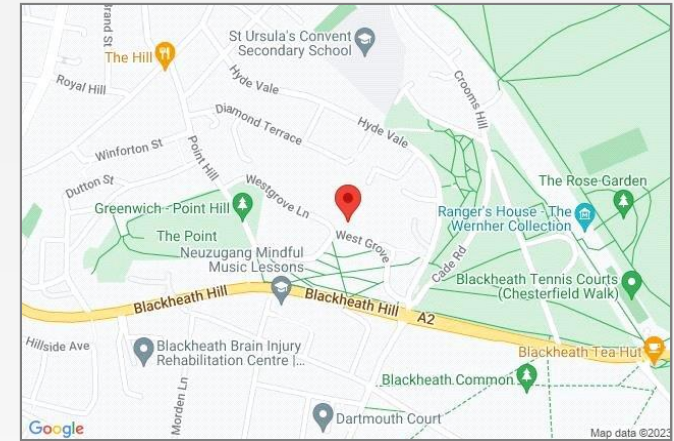 rand St
St Ursula's Convent
Secondary School
The Hill
Royal Hill
Hyde Vale
Crooms Hill
Diamond Terrace
Hyde Vale
Winforton St
Point Hill
Dutton St
Westgrove Ln
The Rose Garden
Greenwich - Point Hill
Ranger's House - The
Wernher Collection
The Point
West Grove
Neuzugang Mindful
Music Lessons
Cade Rd
Blackheath Tennis Courts
(Chesterfield Walk)
Blackheath Hill
Blackheath Hill
A2
Hillside Ave
Blackheath Brain Injury
Rehabilitation Centre |...
Blackheath Tea Hut
Morden Ln
Blackheath Common
Dartmouth Court
Google
Map data ©2023